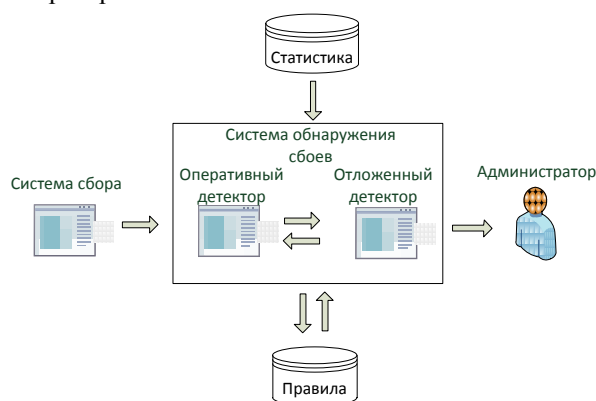 Статистика
Система обнаружения
сбоев
Система сбора
Оперативный
детектор
Отложенный
детектор
Администратор
Правила